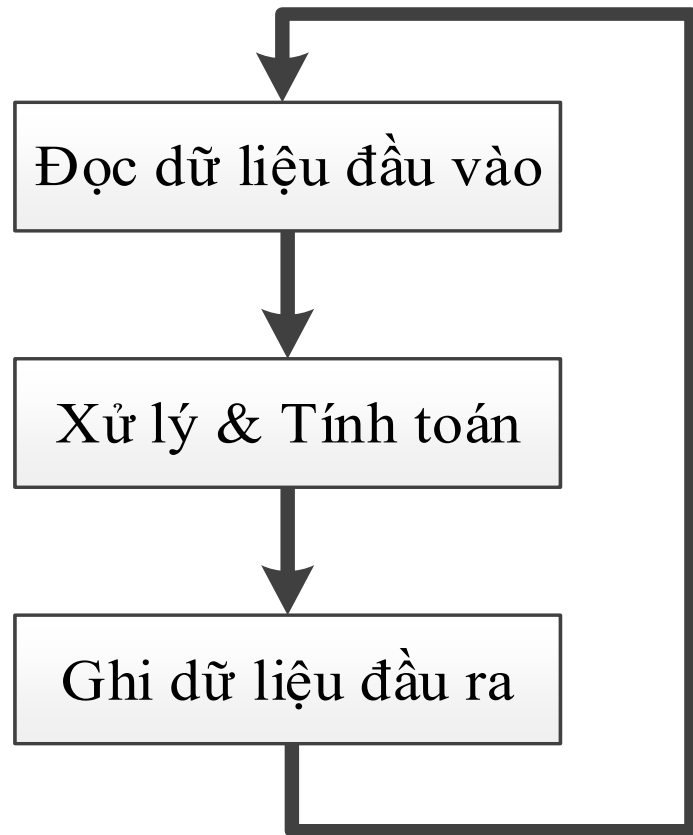 Đọc dữ liệu đầu vào
Xử lý & Tính toán
Ghi dữ liệu đầu ra